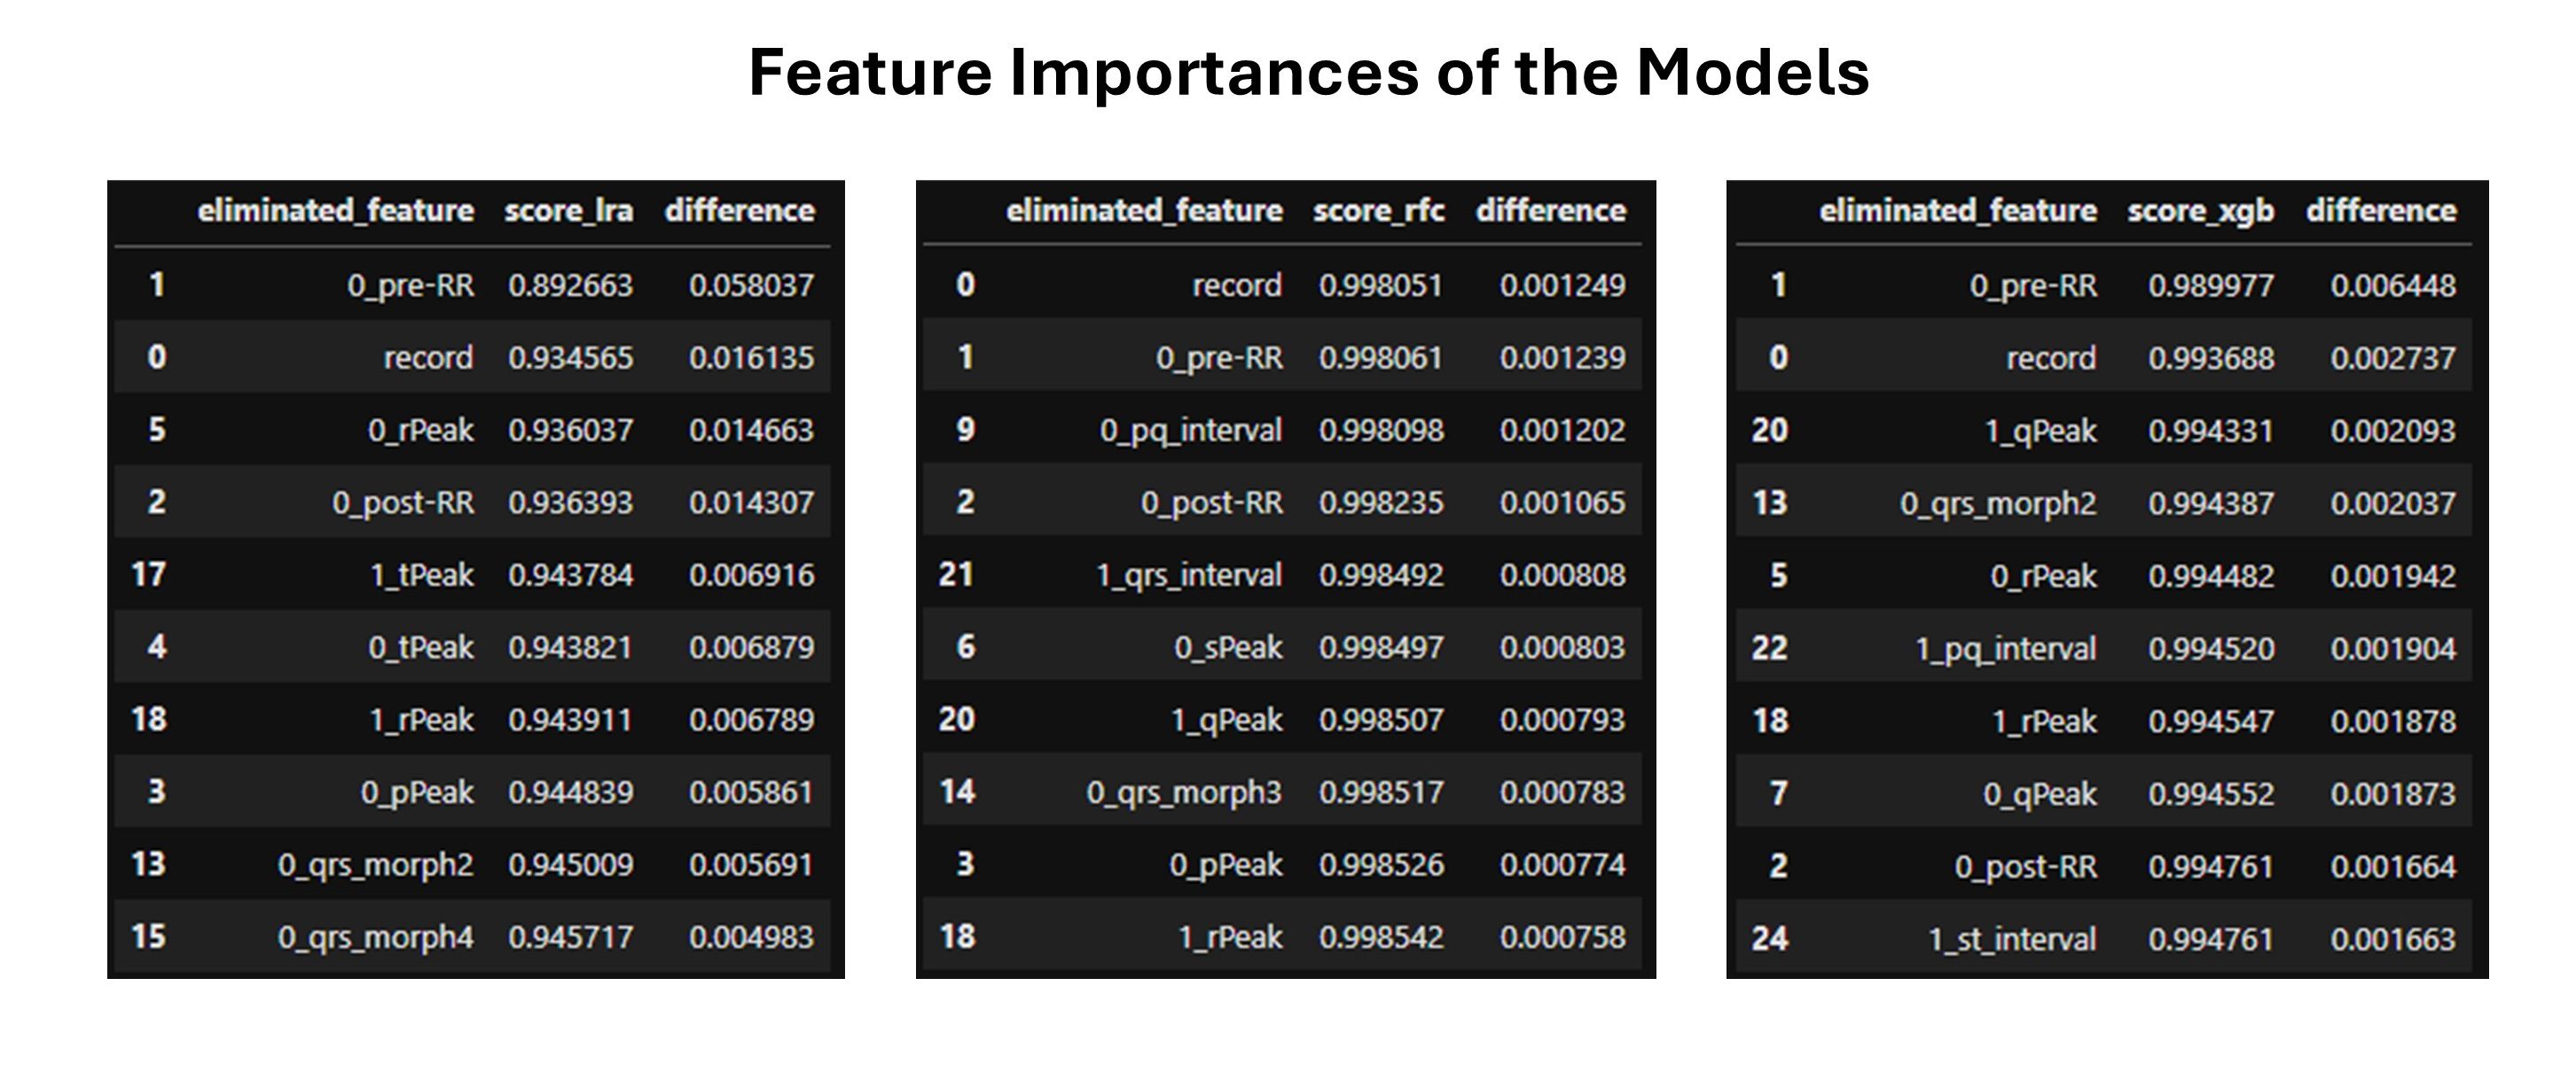 Feature Importances of the Models
eliminated_feature score_lra difference
1 0_pre-RR 0.892663 0.058037
0 record 0.934565 0.016135
5 0_rPeak 0.936037 0.014663
2 0_post-RR 0.936393 0.014307
17 1_tPeak 0.943784 0.006916
4 0_tPeak 0.943821 0.006879
18 1_rPeak 0.943911 0.006789
3 0_pPeak 0.944839 0.005861
13 0_qrs_morph2 0.945009 0.005691
15 0_qrs_morph4 0.945717 0.004983
eliminated_feature score_rfc difference
0 record 0.998051 0.001249
1 0_pre-RR 0.998061 0.001239
9 0_pq_interval 0.998098 0.001202
2 0_post-RR 0.998235 0.001065
21 1_qrs_interval 0.998492 0.000808
6 0_sPeak 0.998497 0.000803
20 1_qPeak 0.998507 0.000793
14 0_qrs_morph3 0.998517 0.000783
3 0_pPeak 0.998526 0.000774
18 1_rPeak 0.998542 0.000758
eliminated_feature score_xgb difference
1 0_pre-RR 0.989977 0.006448
0 record 0.993688 0.002737
20 1_qPeak 0.994331 0.002093
13 0_qrs_morph2 0.994387 0.002037
5 0_rPeak 0.994482 0.001942
22 1_pq_interval 0.994520 0.001904
18 1_rPeak 0.994547 0.001878
7 0_qPeak 0.994552 0.001873
2 0_post-RR 0.994761 0.001664
24 1_st_interval 0.994761 0.001663